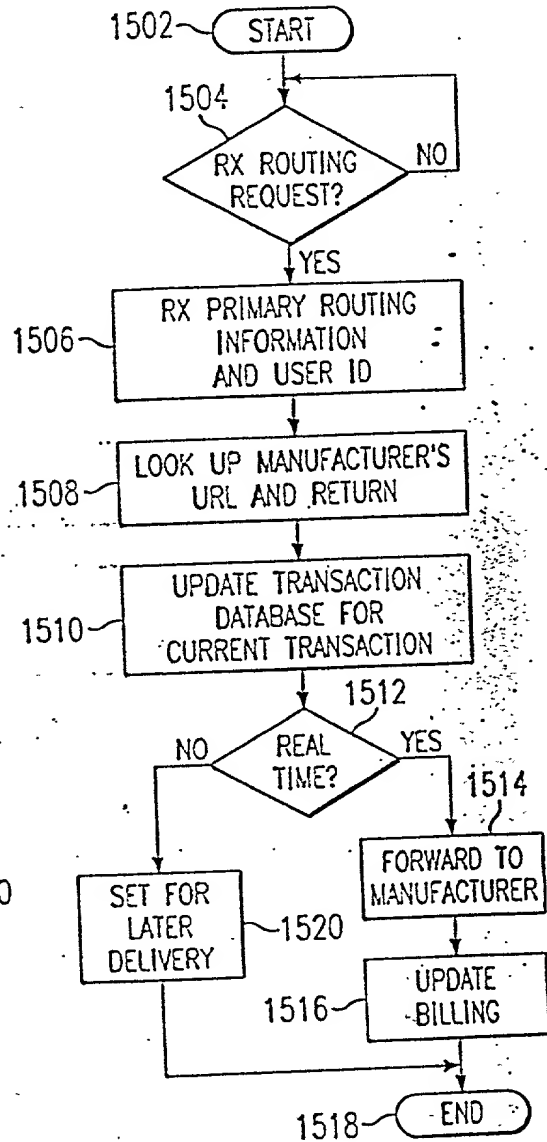 1502
START
1504
RX ROUTING
REQUEST?
NO
YES
1506
RX PRIMARY ROUTING
INFORMATION
AND USER ID
1508
LOOK UP MANUFACTURER'S
URL AND RETURN
1510
UPDATE TRANSACTION
DATABASE FOR
CURRENT TRANSACTION
1512
NO
REAL
TIME?
YES
1514
FORWARD TO
MANUFACTURER
0
SET FOR
LATER
DELIVERY
1520
1516
UPDATE
BILLING
1518
END